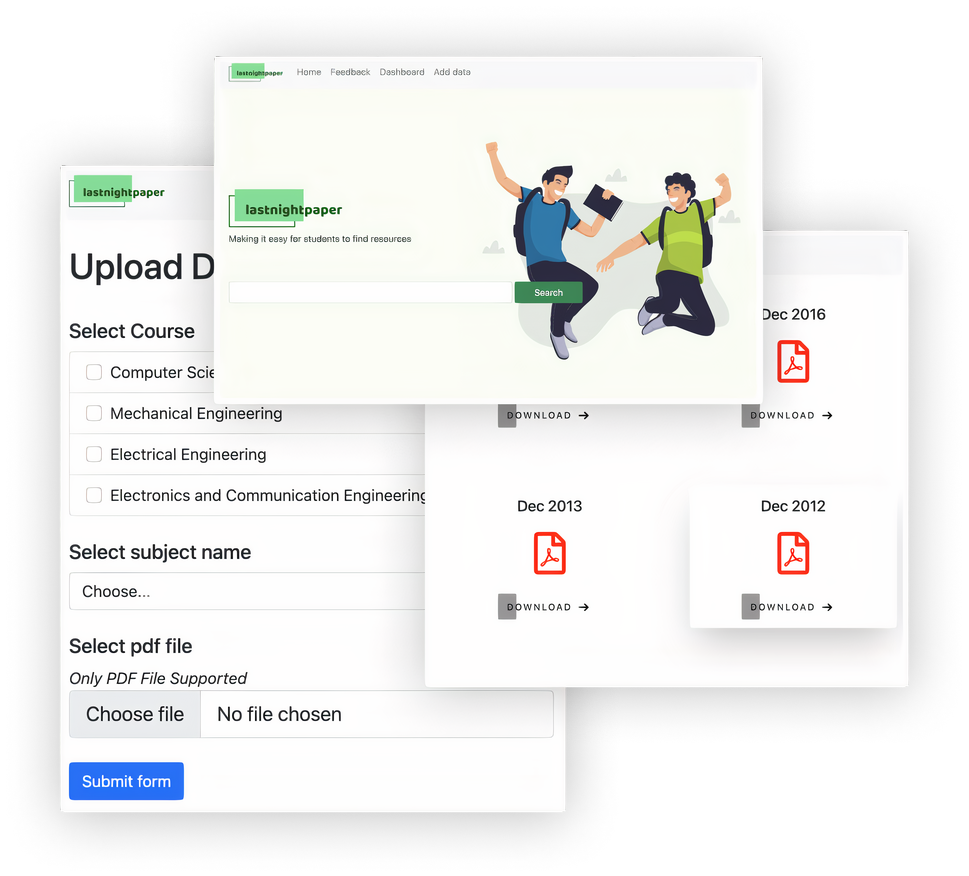 lastnightpaper Home Feedback Dashboard Add data
lastnightpaper
Making it easy for students to find resources
Search
lastnightpaper
Upload D
Select Course
Computer Scie
Mechanical Engineering
Electrical Engineering
Electronics and Communication Engineering
Select subject name
Choose...
Select pdf file
Only PDF File Supported
Choose file No file chosen
Submit form
Dec 2016
DOWNLOAD → DOWNLOAD →
Dec 2013 Dec 2012
DOWNLOAD → DOWNLOAD →